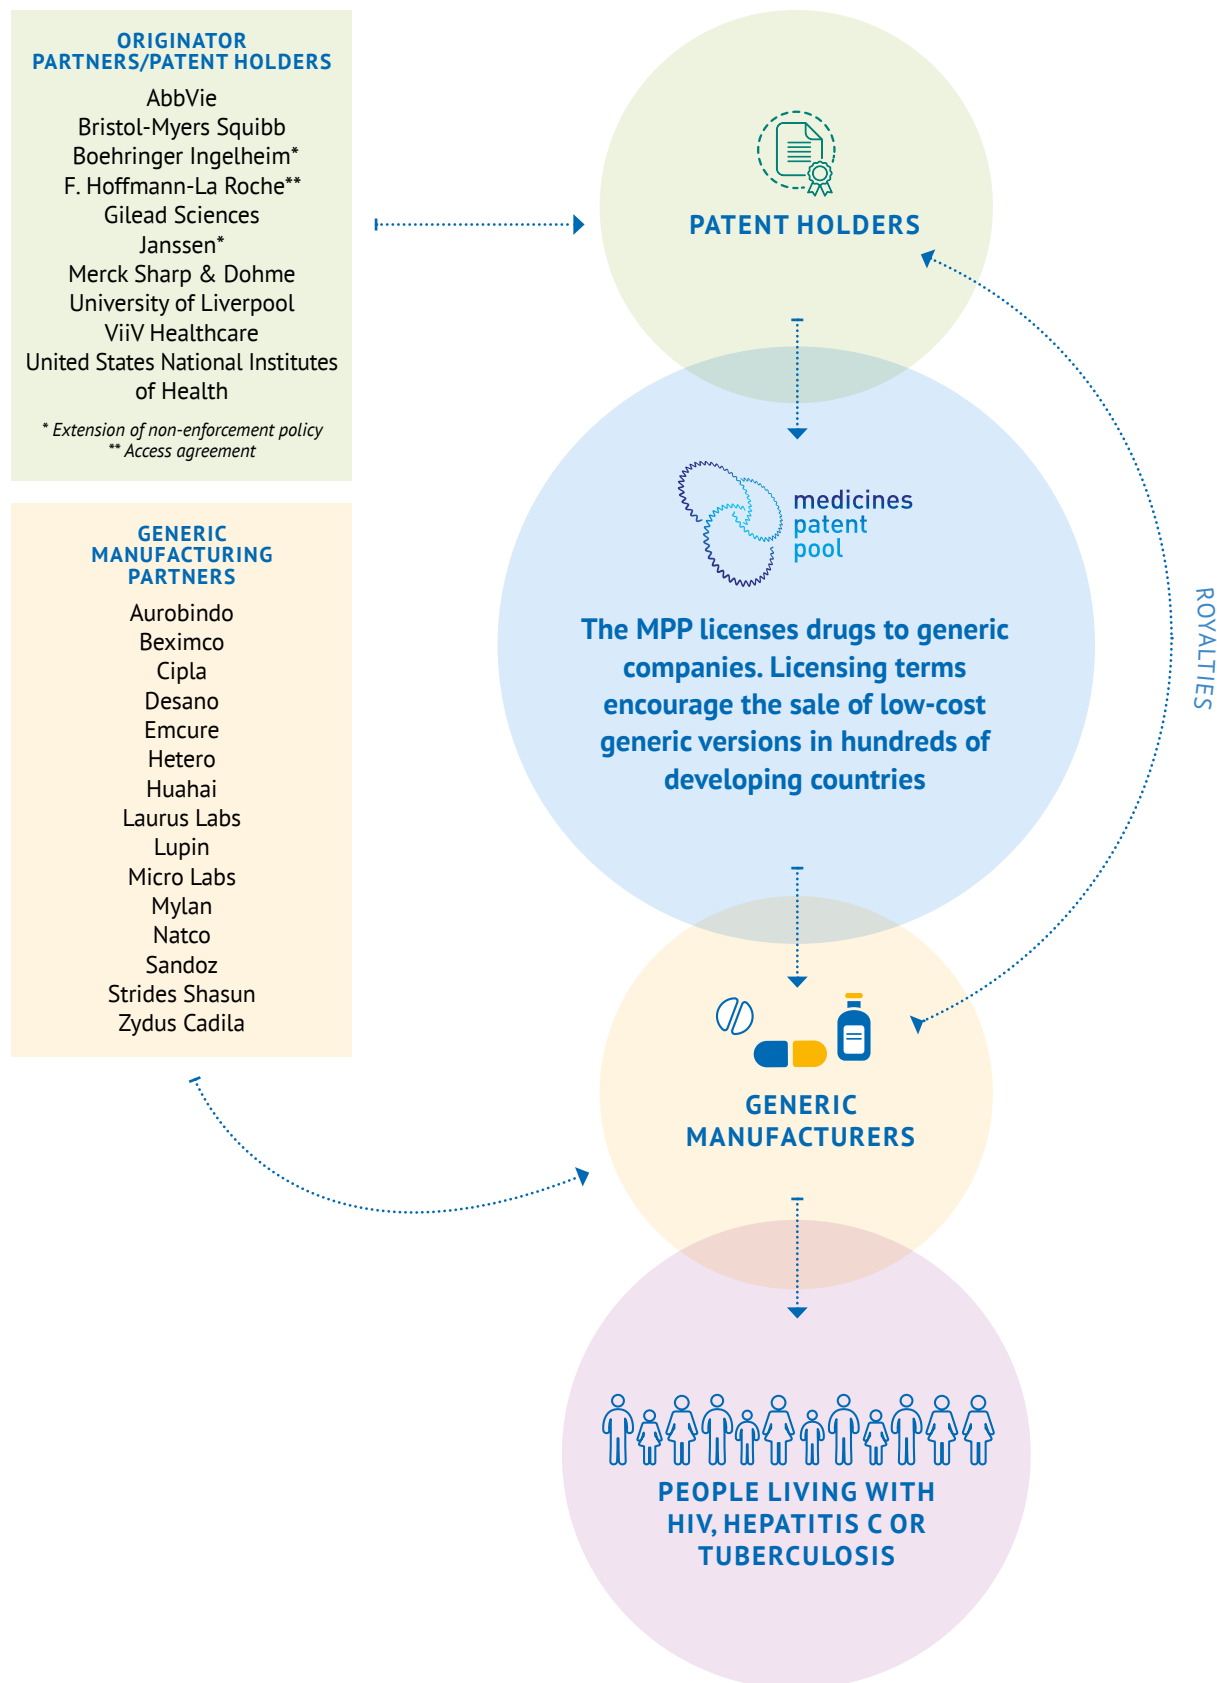 ORIGINATOR
PARTNERS/PATENT HOLDERS
AbbVie
Bristol-Myers Squibb
Boehringer Ingelheim*
F. Hoffmann-La Roche**
Gilead Sciences
Janssen*
Merck Sharp & Dohme
University of Liverpool
ViiV Healthcare
United States National Institutes
of Health
* Extension of non-enforcement policy
** Access agreement
GENERIC
MANUFACTURING
PARTNERS
Aurobindo
Beximco
Cipla
Desano
Emcure
Hetero
Huahai
Laurus Labs
Lupin
Micro Labs
Mylan
Natco
Sandoz
Strides Shasun
Zydus Cadila
PATENT HOLDERS
medicines
patent
pool
The MPP licenses drugs to generic
companies. Licensing terms
encourage the sale of low-cost
generic versions in hundreds of
developing countries
ROYALTIES
GENERIC
MANUFACTURERS
PEOPLE LIVING WITH
HIV, HEPATITIS C OR
TUBERCULOSIS